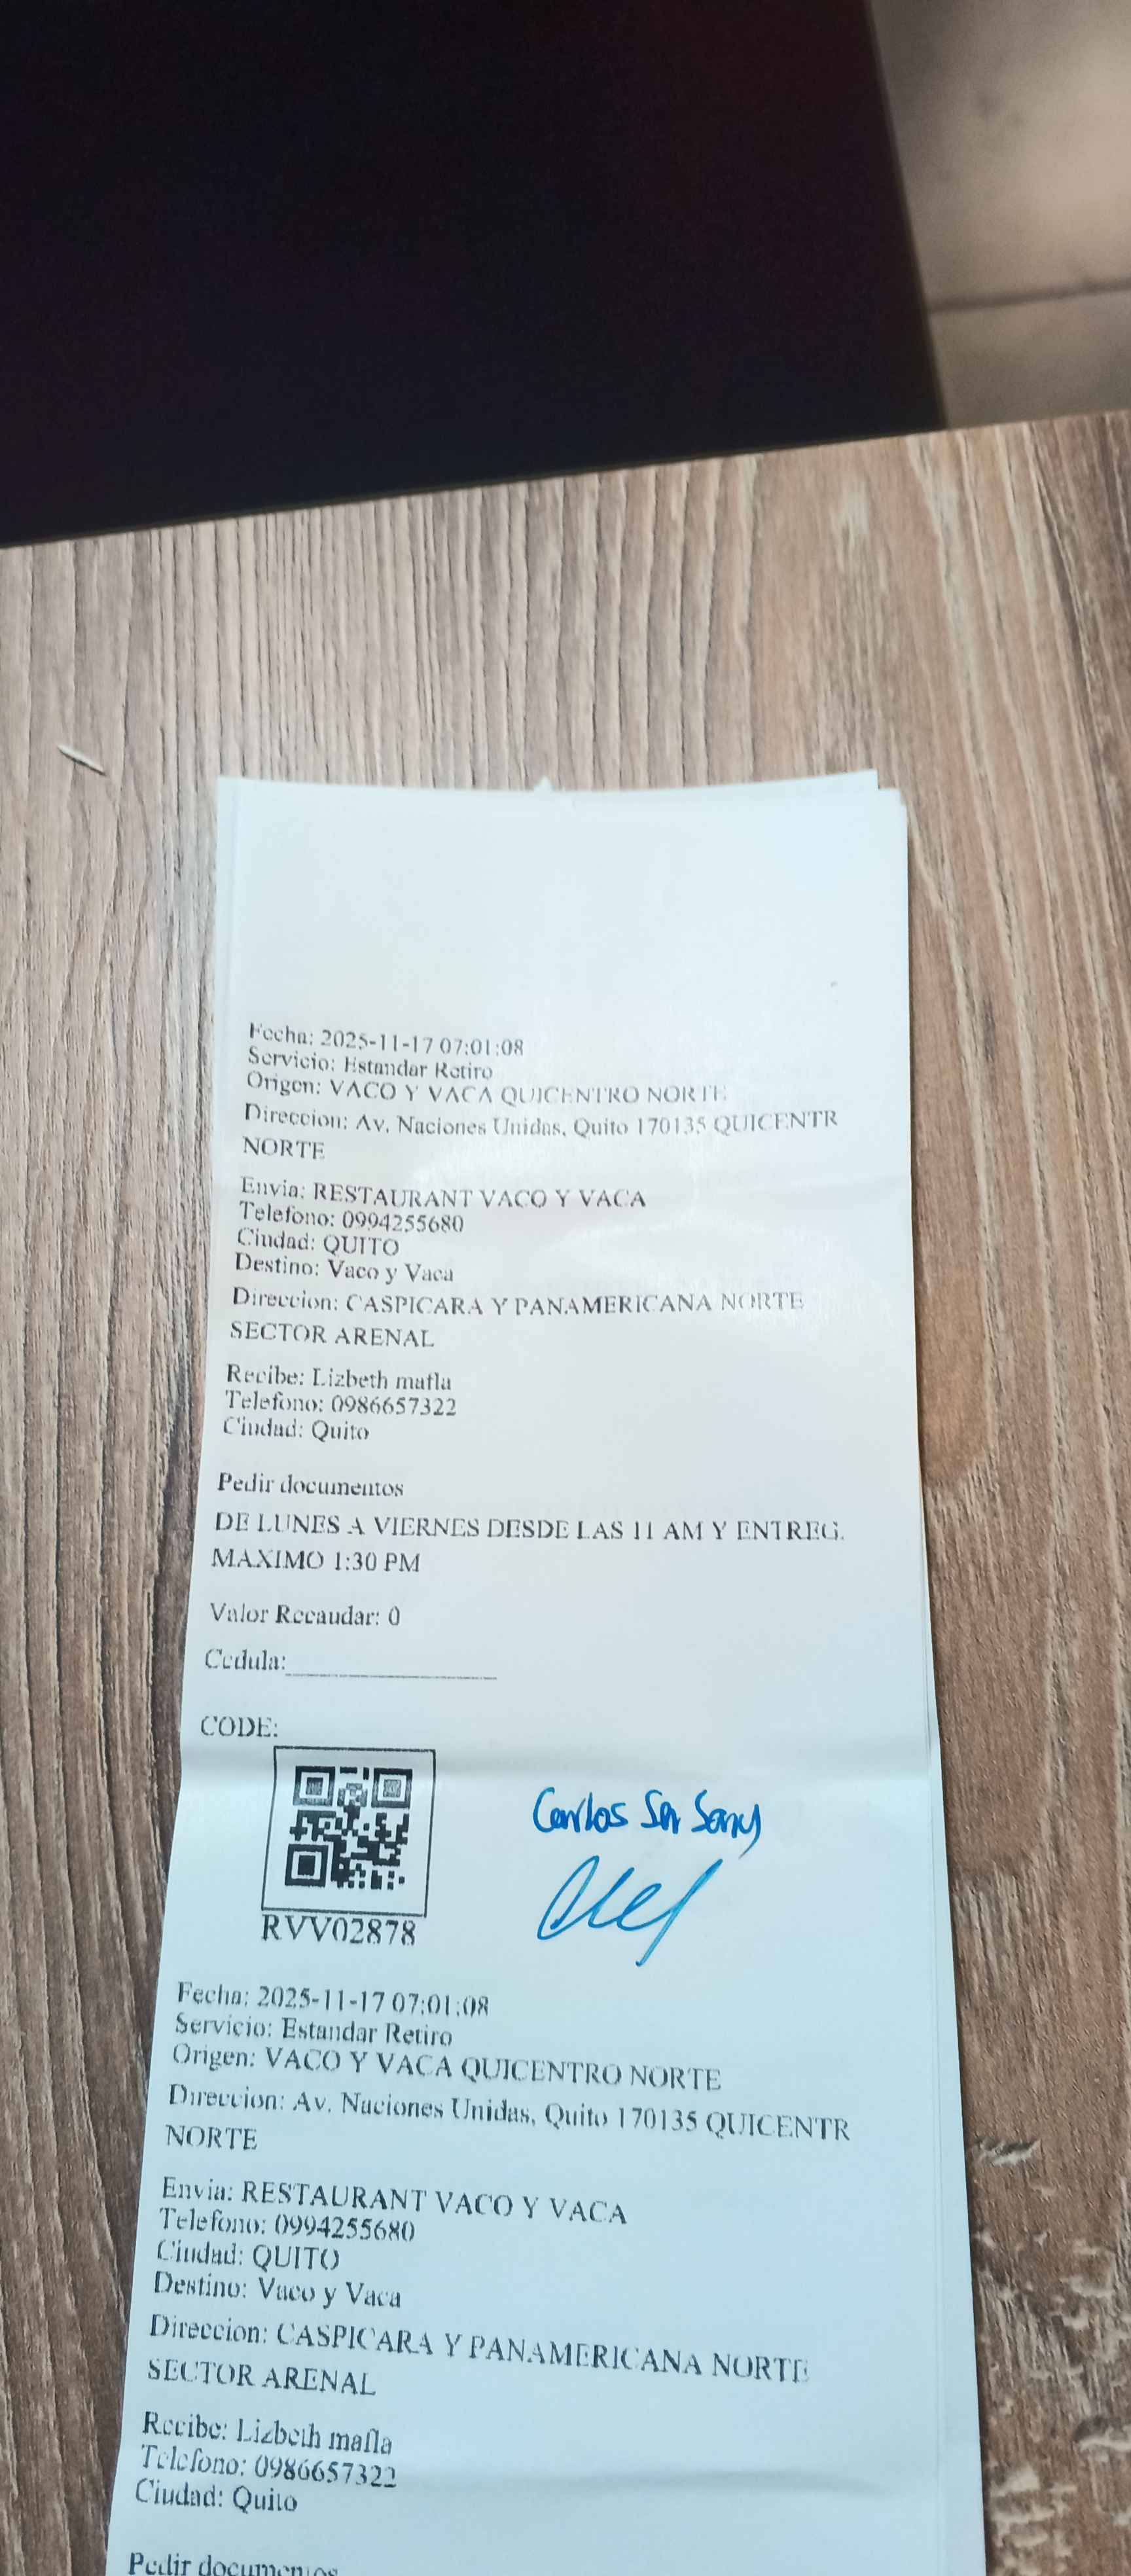 Fecha: 2025-11-17 07:01:08
Servicio: Estandar Retiro
Origen: VACO Y VACA QUICENTRO NORTE
Direccion: Av. Naciones Unidas, Quito 170135 QUICENTR
NORTE
Envia: RESTAURANT VACO Y VACA
Telefono: 0994255680
Ciudad: QUITO
Destino: Vaco y Vaca
Direccion: CASPICARA Y PANAMERICANA NORTE
SECTOR ARENAL
Recibe: Lizbeth mafla
Telefono: 0986657322
Ciudad: Quito
Pedir documentos
DE LUNES A VIERNES DESDE LAS 11 AM Y ENTREG.
MAXIMO 1:30 PM
Valor Recaudar: 0
Cedula:
CODE:
Carlos
RVV02878
Fecha: 2025-11-17 07:01:08
Servicio: Estandar Retiro
Origen: VACO Y VACA QUICENTRO NORTE
Direccion: Av. Naciones Unidas, Quito 170135 QUICENTR
NORTE
Envia: RESTAURANT VACO Y VACA
Telefono: 0994255680
Ciudad: QUITO
Destino: Vaco y Vaca
Direccion: CASPICARA Y PANAMERICANA NORTE
SECTOR ARENAL
Recibe: Lizbeth mafla
Telefono: 0986657322
Ciudad: Quito
Pedir documentos